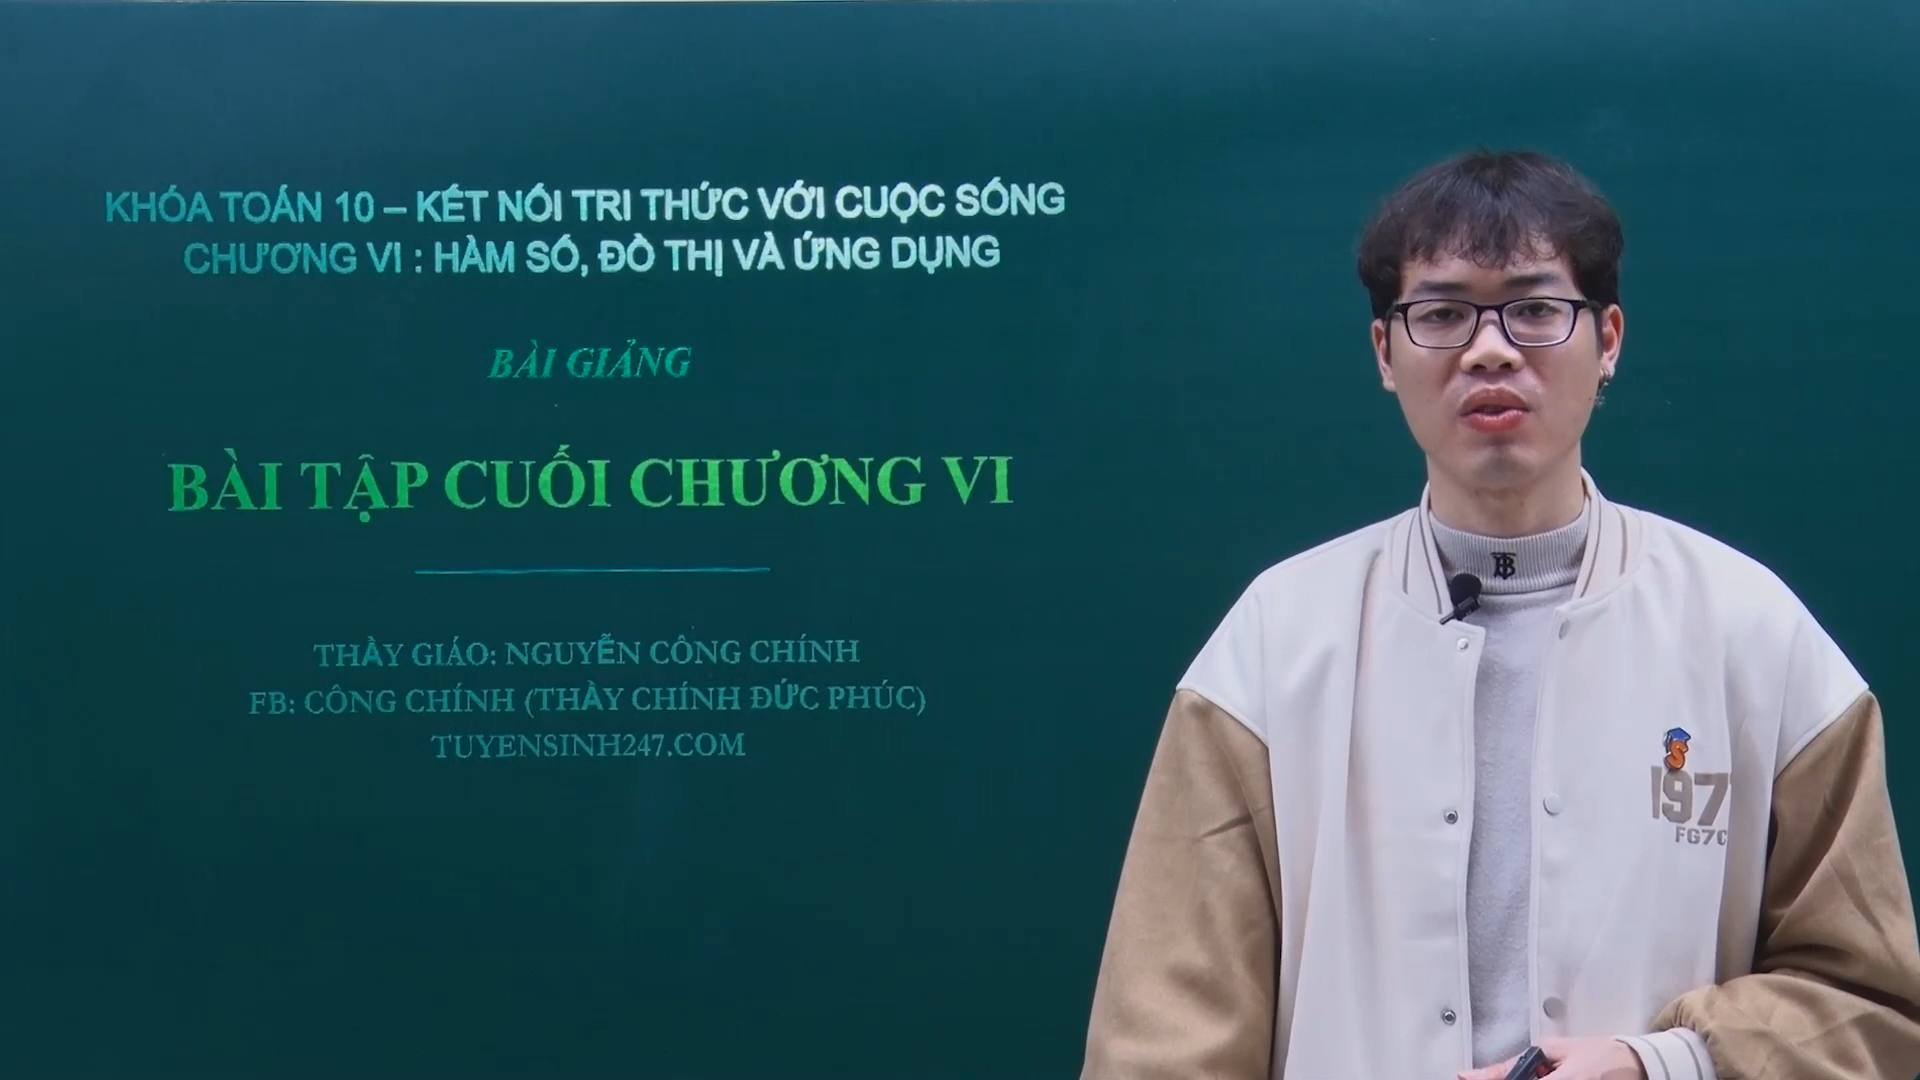 KHÓA TOÁN 10 – KẾT NỐI TRI THỨC VỚI CUỘC SỐNG
CHƯƠNG VI : HÀM SỐ, ĐỒ THỊ VÀ ỨNG DỤNG
BÀI GIẢNG
BÀI TẬP CUỐI CHƯƠNG VI
THẦY GIÁO: NGUYỄN CÔNG CHÍNH
FB: CÔNG CHÍNH (THẦY CHÍNH ĐỨC PHÚC)
TUYENSINH247.COM
TB
S
197
FG7C